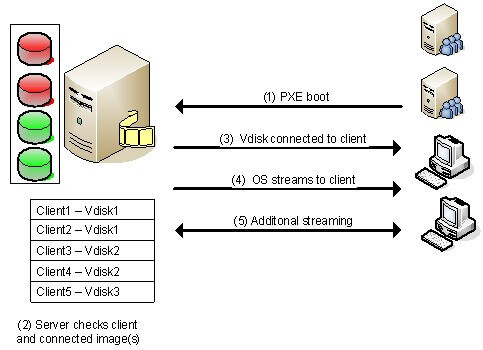 (1) PXE boot
(3) Vdisk connected to client
(4) OS streams to client
(5) Additonal streaming
Client1 – Vdisk1
Client2 – Vdisk1
Client3 – Vdisk2
Client4 – Vdisk2
Client5 – Vdisk3
(2) Server checks client
and connected image(s)